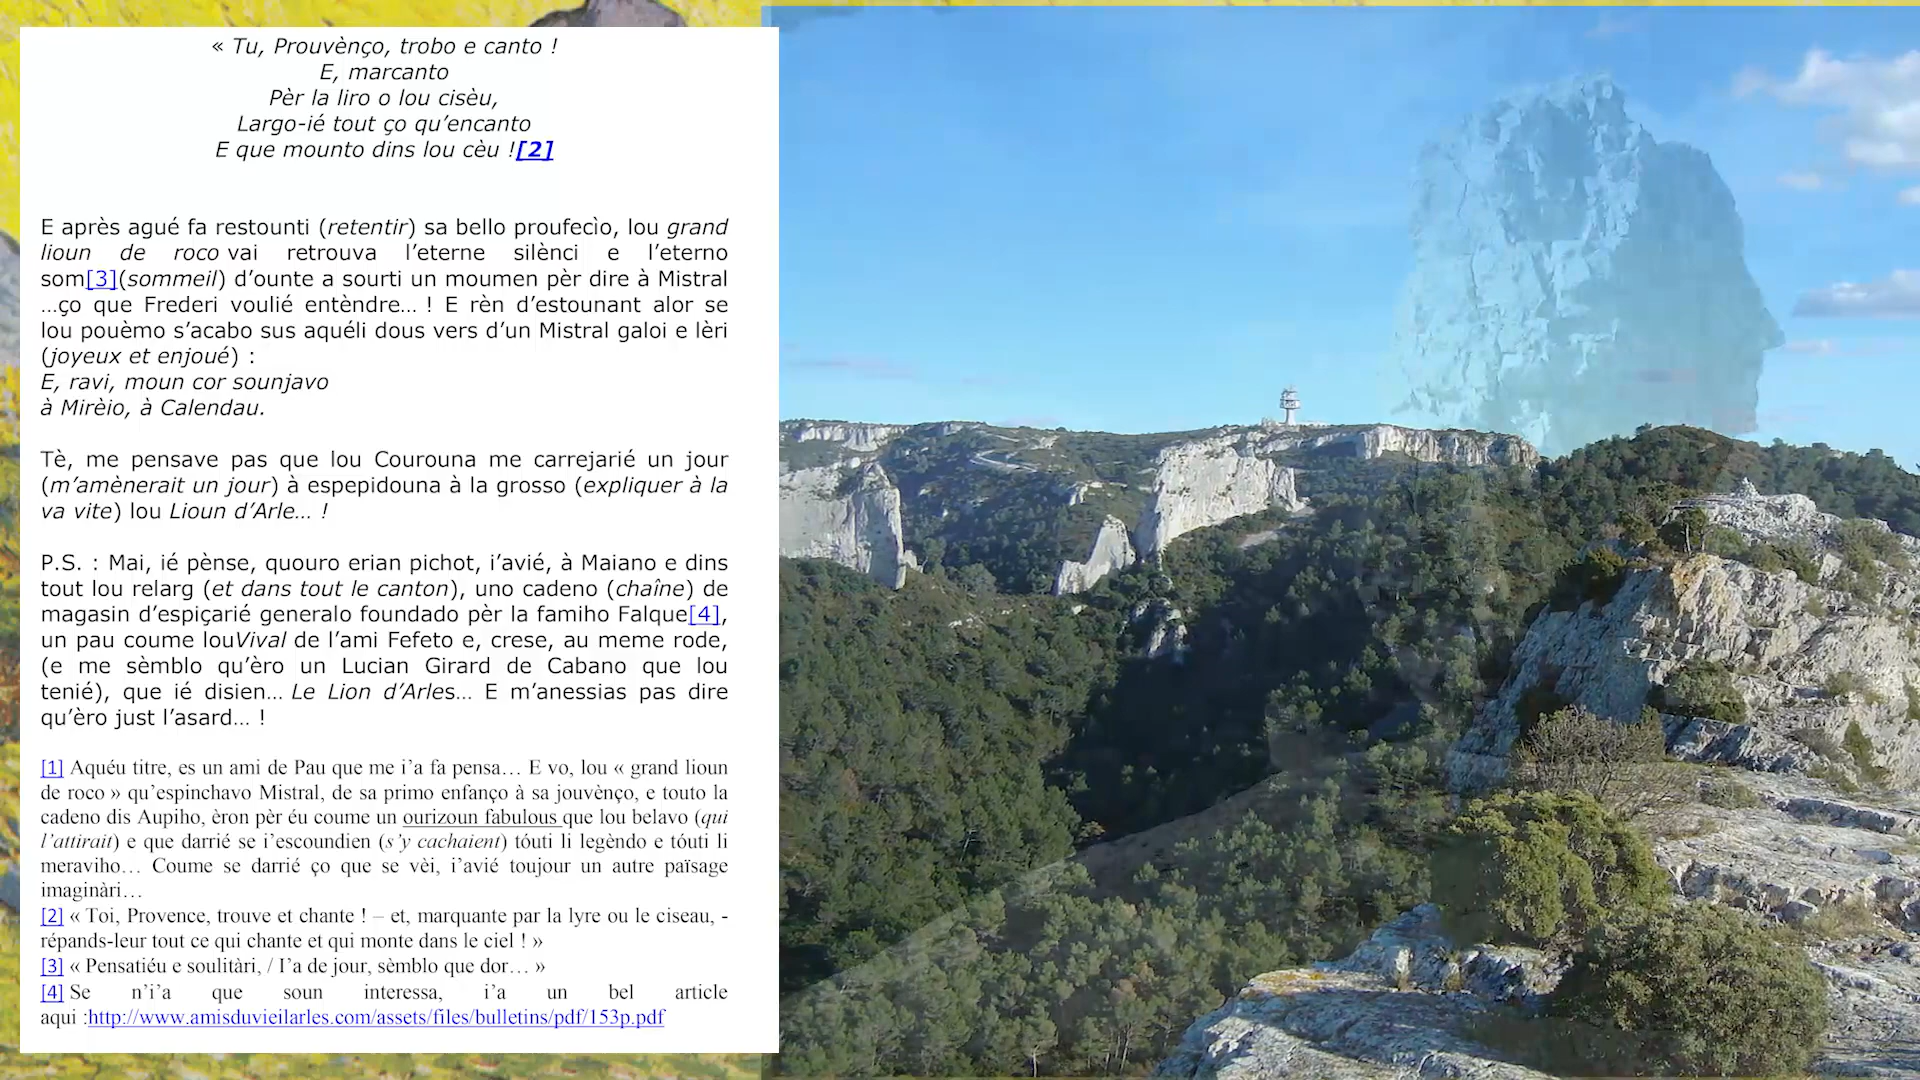 « Tu, Prouvènço, trobo e canto !
E, marcanto
Pèr la liro o lou cisèu,
Largo-ié tout ço qu’encanto
E que mounto dins lou cèu ![2]
E après agué fa restounti (retentir) sa bello proufecìo, lou grand
lioun de roco vai retrouva l’eterne silènci e l’eterno
som[3](sommeil) d’ounte a sourti un moumen pèr dire à Mistral
…ço que Frederi voulié entèndre… ! E rèn d’estounant alor se
lou pouèmo s’acabo sus aquéli dous vers d’un Mistral galoi e lèri
(joyeux et enjoué) :
E, ravi, moun cor sounjavo
à Mirèio, à Calendau.
Tè, me pensave pas que lou Courouna me carrejarié un jour
(m’amènerait un jour) à espepidouna à la grosso (expliquer à la
va vite) lou Lioun d’Arle… !
P.S. : Mai, ié pènse, quouro erian pichot, i’avié, à Maiano e dins
tout lou relarg (et dans tout le canton), uno cadeno (chaîne) de
magasin d’espiçarié generalo foundado pèr la famiho Falque[4],
un pau coume louVival de l’ami Fefeto e, crese, au meme rode,
(e me sèmblo qu’èro un Lucian Girard de Cabano que lou
tenié), que ié disien… Le Lion d’Arles… E m’anessias pas dire
qu’èro just l’asard… !
[1] Aquéu titre, es un ami de Pau que me i’a fa pensa… E vo, lou « grand lioun
de roco » qu’espinchavo Mistral, de sa primo enfanço à sa jouvènço, e touto la
cadeno dis Aupiho, èron pèr éu coume un ourizoun fabulous que lou belavo (qui
l’attirait) e que darrié se i’escoundien (s’y cachaient) tóuti li legèndo e tóuti li
meraviho… Coume se darrié ço que se vèi, i’avié toujour un autre païsage
imaginàri…
[2] « Toi, Provence, trouve et chante ! – et, marquante par la lyre ou le ciseau, -
répands-leur tout ce qui chante et qui monte dans le ciel ! »
[3] « Pensatiéu e soulitàri, / I’a de jour, sèmblo que dor… »
[4] Se n’i’a que soun interessa, i’a un bel article
aqui :http://www.amisduvieilarles.com/assets/files/bulletins/pdf/153p.pdf